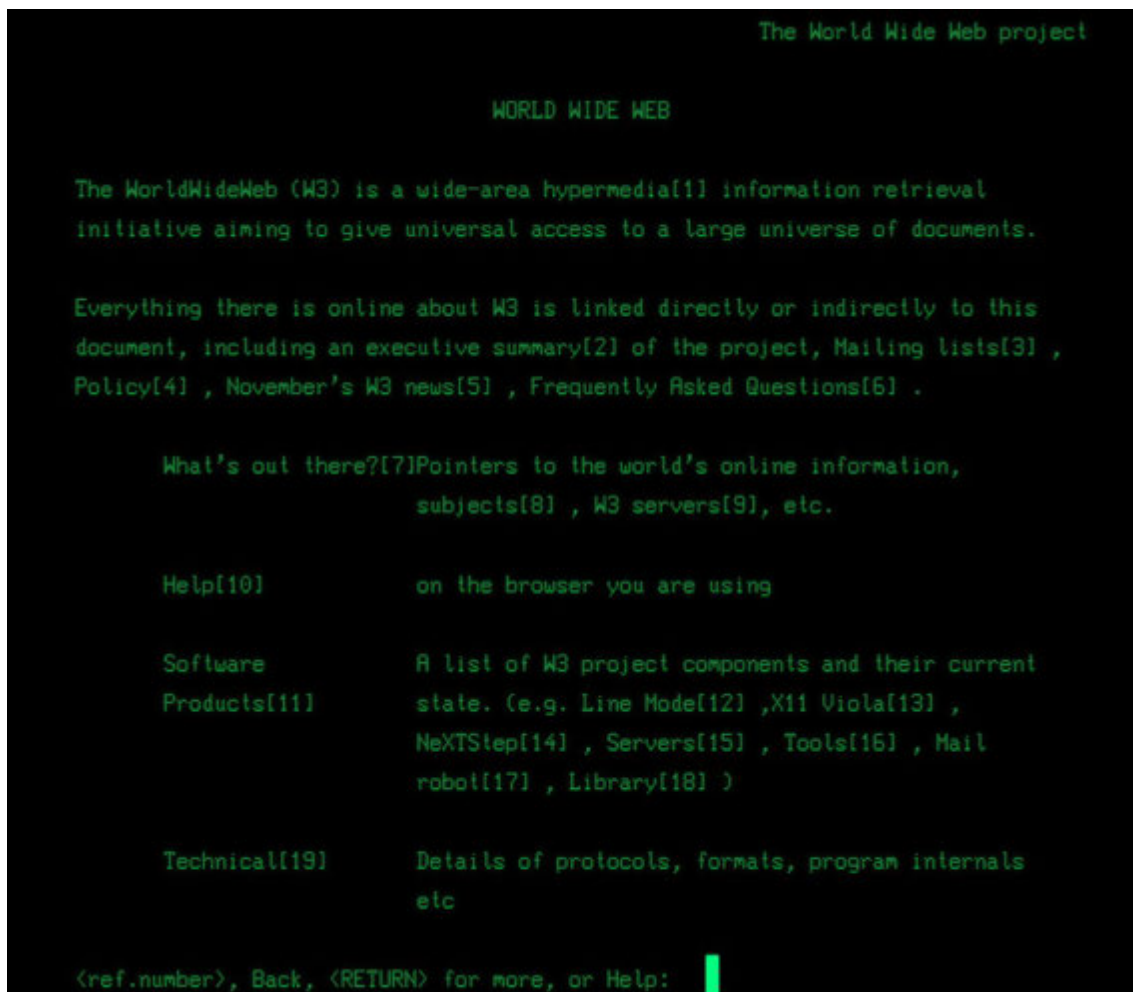 The World Wide Web project
WORLD WIDE WEB
The WorldWideWeb (W3) is a wide-area hypermedia[1] information retrieval
initiative aiming to give universal access to a large universe of documents.
Everything there is online about W3 is linked directly or indirectly to this
document, including an executive summary[2] of the project, Mailing lists[3] ,
Policy[4] , November's W3 news[5] , Frequently Asked Questions[6] .
What's out there?[7]Pointers to the world's online information,
subjects[8] , W3 servers[9], etc.
Help[10] on the browser you are using
Software A list of W3 project components and their current
Products[11] state. (e.g. Line Mode[12] ,X11 Viola[13] ,
NeXTStep[14] , Servers[15] , Tools[16] , Mail
robot[17] , Library[18] )
Technical[19] Details of protocols, formats, program internals
etc
<ref.number>, Back, <RETURN> for more, or Help: